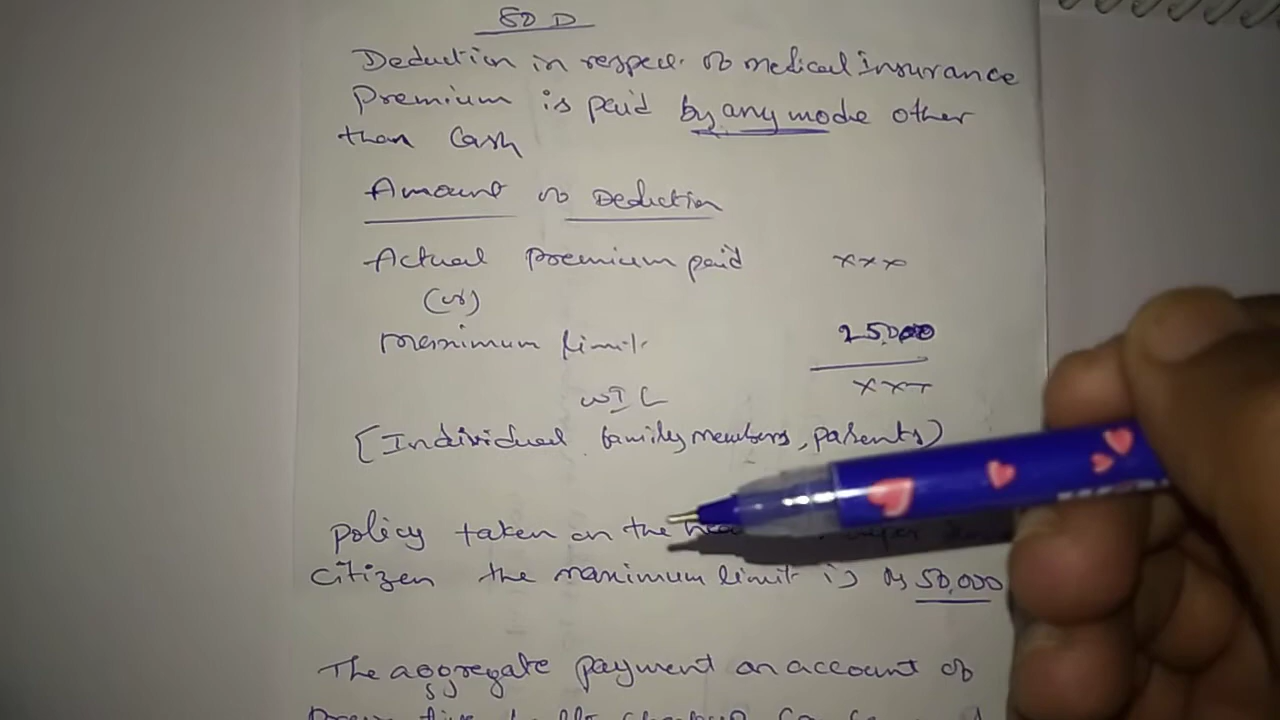 80 D
Deduction in respect of medical insurance
Premium is paid by any mode other
than Cash
Amount of Deduction
Actual premium paid xxx
(or)
Maximum limit 25,000
WIL xxx
[Individual family members, parents)
policy taken on the
citizen the maximum limit is Rs 50,000
The aggregate payment on account of